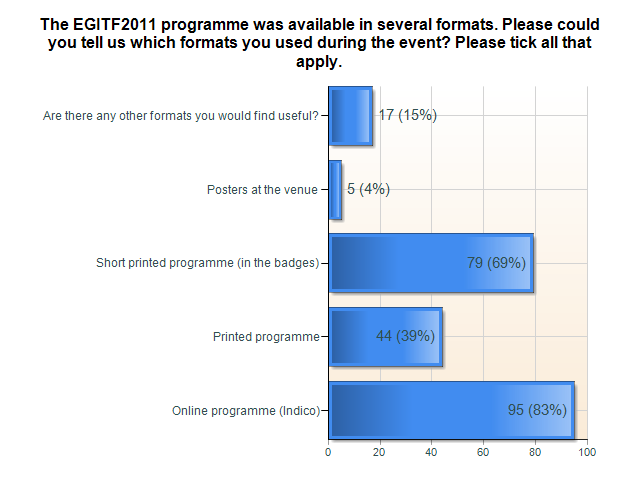 The EGITF2011 programme was available in several formats. Please could
you tell us which formats you used during the event? Please tick all that
apply.
Are there any other formats you would find useful?
17 (15%)
Posters at the venue
5 (4%)
Short printed programme (in the badges)
79 (69%)
Printed programme
44 (39%)
Online programme (Indico)
95 (83%)
0 20 40 60 80 100